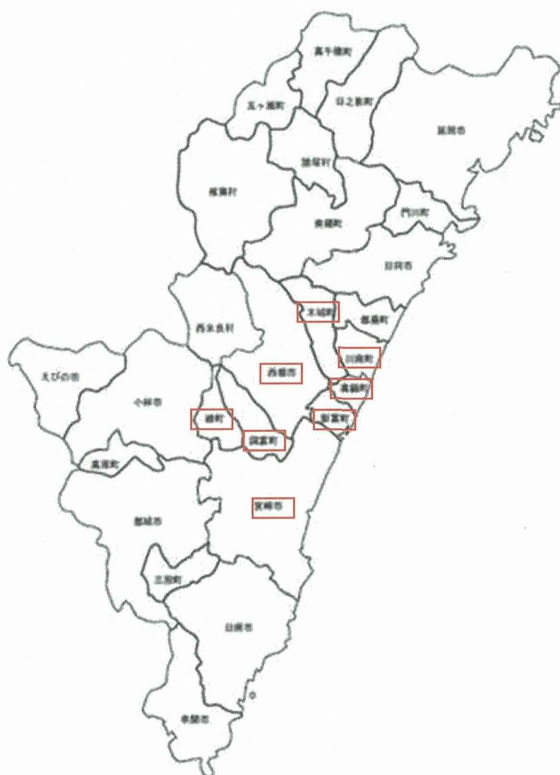 高千穂町
日之影町
五ヶ瀬町
延岡市
諸塚村
椎葉村
門川町
美郷町
日向市
木城町
都農町
西米良村
川南町
西都市
えびの市
高鍋町
小林市
綾町
新富町
国富町
高原町
宮崎市
都城市
三股町
日南市
串間市